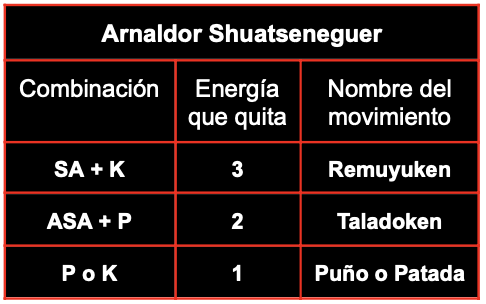 Arnaldor Shuatseneguer
Combinación Energía que quita Nombre del movimiento
SA + K 3 Remuyuken
ASA + P 2 Taladoken
P o K 1 Puño o Patada